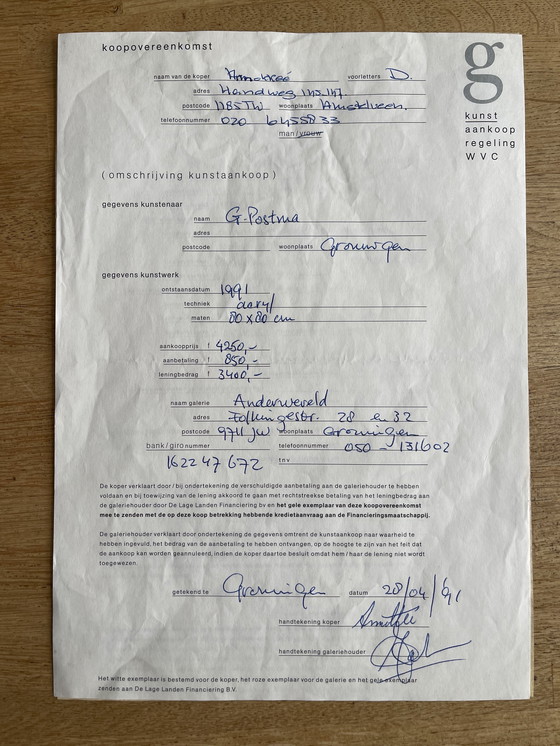 koopovereenkomst
g
kunst
aankoop
regeling
WVC
naam van de koper voorletters D.
adres Handweg 145-147
postcode 1185TW woonplaats Amstelveen.
telefoonnummer 020 6455833
man/vrouw
(omschrijving kunstaankoop)
gegevens kunstenaar
naam G. Postma
adres
postcode woonplaats Groningen
gegevens kunstwerk
ontstaansdatum 1991
techniek acryl
maten 80 x 80 cm
aankoopprijs f 4250,-
aanbetaling f 850,-
leningbedrag f 3400,-
naam galerie Anderwereld
adres Folkingestr. 28 en 32
postcode 9711 JW woonplaats Groningen
bank/gironummer telefoonnummer 050 - 131602
162247672 tnv
De koper verklaart door/bij ondertekening de verschuldigde aanbetaling aan de galeriehouder te hebben
voldaan en bij toewijzing van de lening akkoord te gaan met rechtstreekse betaling van het leningbedrag aan
de galeriehouder door De Lage Landen Financiering bv en het gele exemplaar van deze koopovereenkomst
mee te zenden met de op deze koop betrekking hebbende kredietaanvraag aan de Financieringsmaatschappij.
De galeriehouder verklaart door ondertekening de gegevens omtrent de kunstaankoop naar waarheid te
hebben ingevuld, het bedrag van de aanbetaling te hebben ontvangen, op de hoogte te zijn van het feit dat
de aankoop kan worden geannuleerd, indien de koper daartoe besluit omdat hem/haar de lening niet wordt
toegewezen.
getekend te Groningen datum 28/04/91
handtekening koper
handtekening galeriehouder
Het witte exemplaar is bestemd voor de koper, het roze exemplaar voor de galerie en het gele exemplaar
zenden aan De Lage Landen Financiering B.V.